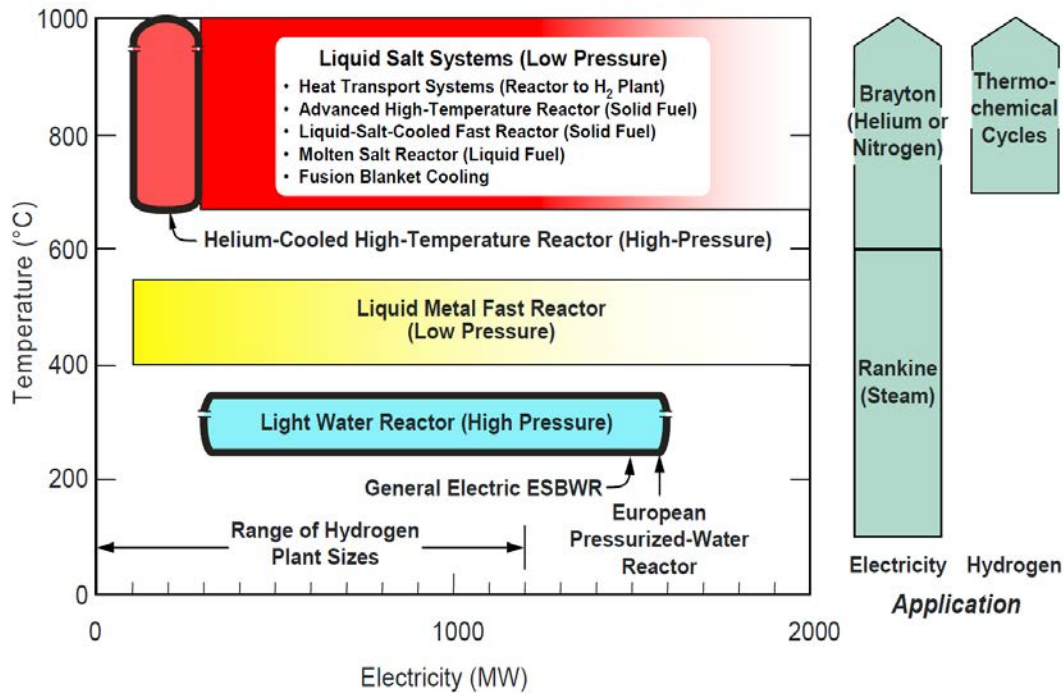 1000
800
600
400
200
0
Temperature (°C)
Liquid Salt Systems (Low Pressure)
• Heat Transport Systems (Reactor to H₂ Plant)
• Advanced High-Temperature Reactor (Solid Fuel)
• Liquid-Salt-Cooled Fast Reactor (Solid Fuel)
• Molten Salt Reactor (Liquid Fuel)
• Fusion Blanket Cooling
Helium-Cooled High-Temperature Reactor (High-Pressure)
Liquid Metal Fast Reactor
(Low Pressure)
Light Water Reactor (High Pressure)
General Electric ESBWR
European
Pressurized-Water
Reactor
Range of Hydrogen
Plant Sizes
0
1000
2000
Electricity (MW)
Brayton
(Helium or
Nitrogen)
Rankine
(Steam)
Thermo-
chemical
Cycles
Electricity
Hydrogen
Application